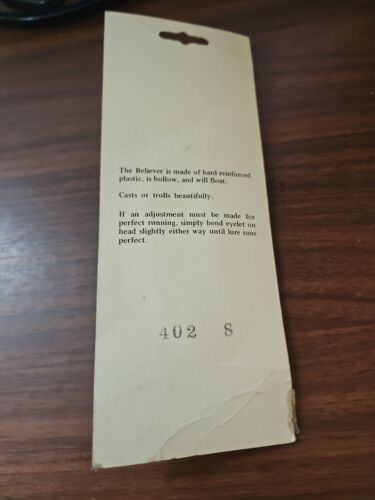 The Believer is made of hard reinforced
plastic, is hollow, and will float.
Casts or trolls beautifully.
If an adjustment must be made for
perfect running, simply bend eyelet on
head slightly either way until lure runs
perfect.
402 S